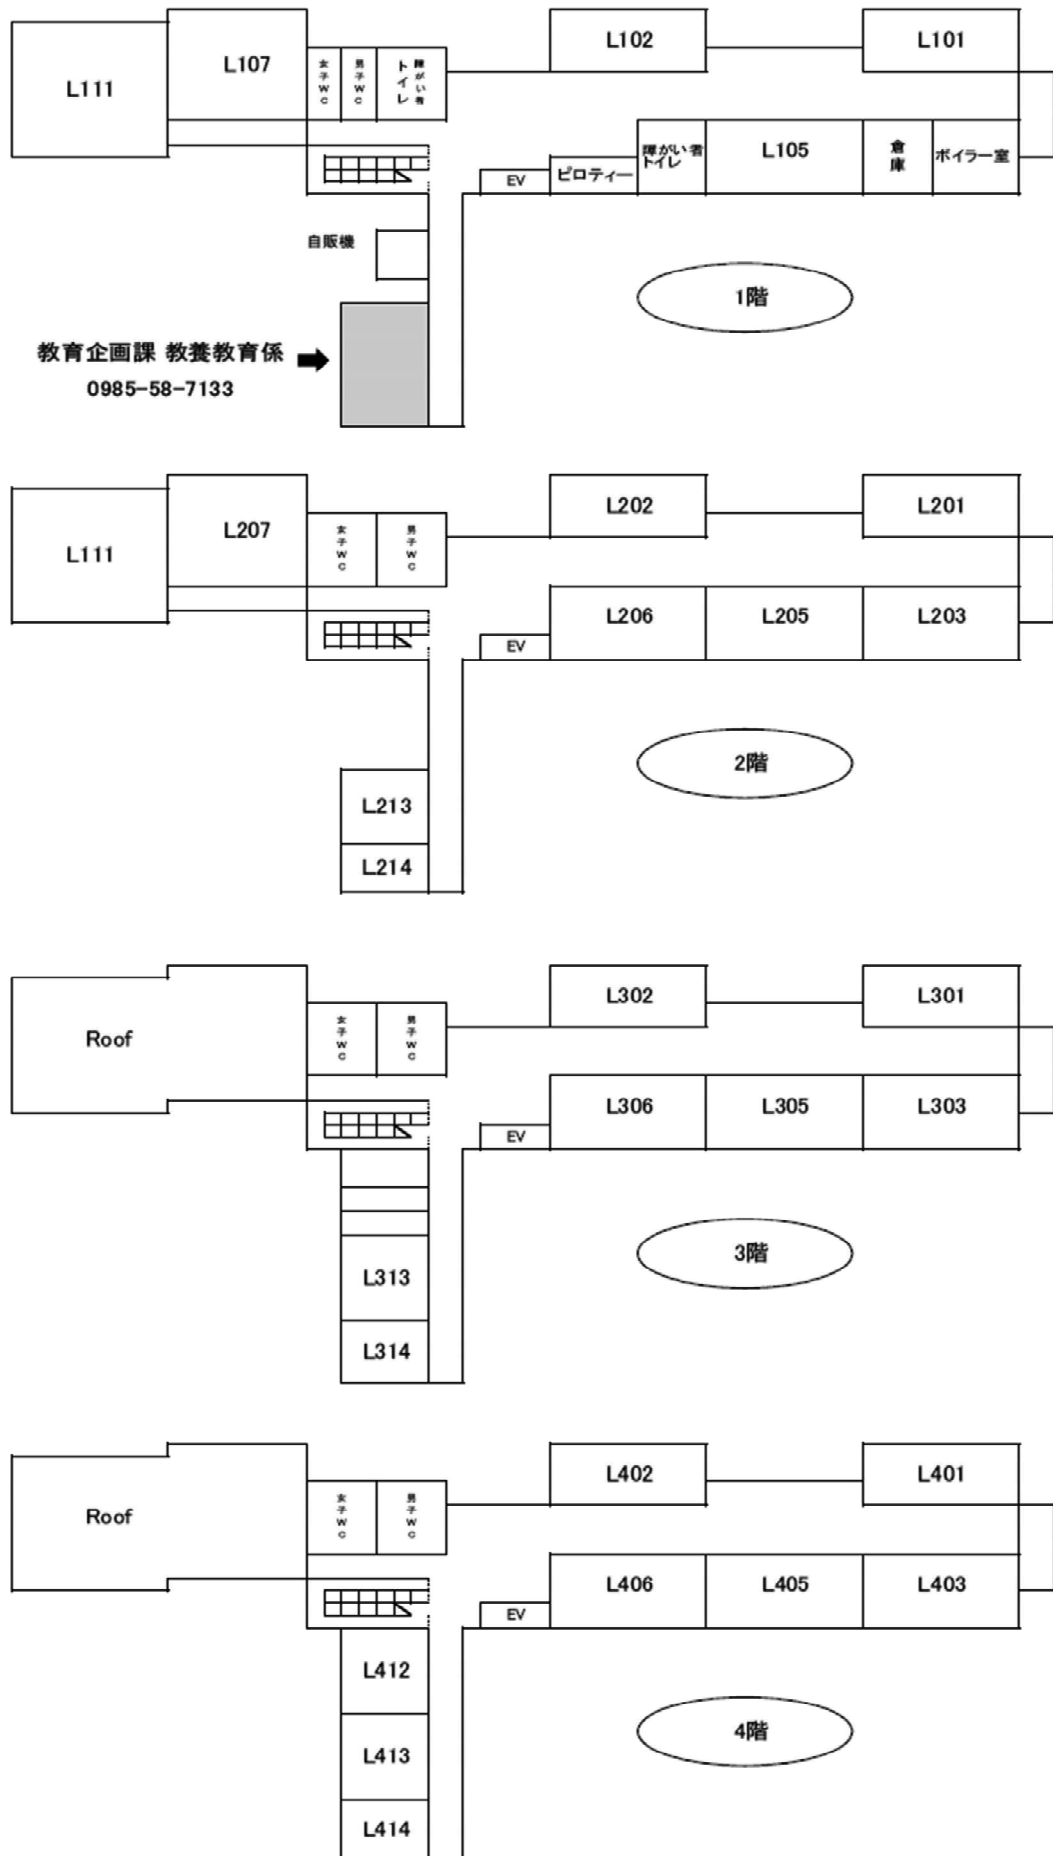 L102
L101
L107
L111
女子WC
男子WC
障がい者
トイレ
障がい者
トイレ
L105
倉庫
ボイラー室
ピロティー
EV
自販機
1階
教育企画課 教養教育係
0985-58-7133
L202
L201
L207
L111
女子WC
男子WC
L206
L205
L203
EV
2階
L213
L214
L302
L301
Roof
女子WC
男子WC
L306
L305
L303
EV
3階
L313
L314
L402
L401
Roof
女子WC
男子WC
L406
L405
L403
EV
L412
4階
L413
L414